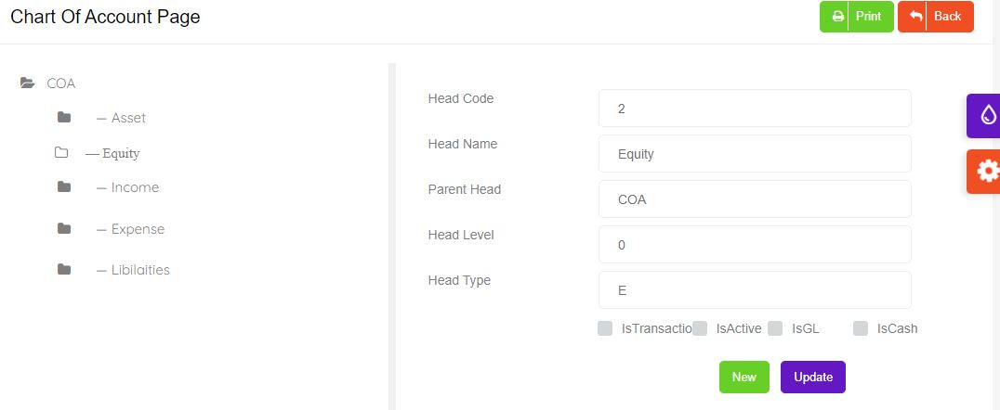 Chart Of Account Page
Print
Back
COA
— Asset
— Equity
— Income
— Expense
— Libilaities
Head Code
2
Head Name
Equity
Parent Head
COA
Head Level
0
Head Type
E
IsTransactio IsActive IsGL IsCash
New
Update